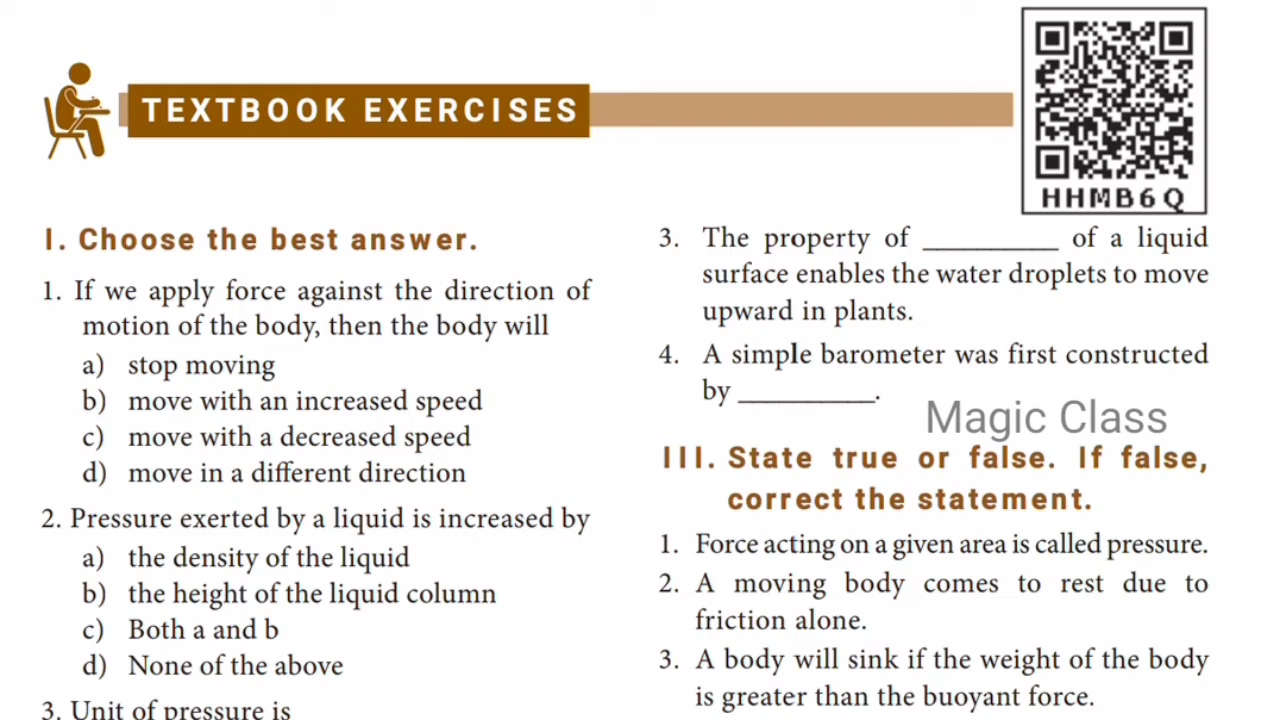 TEXTBOOK EXERCISES
HHMB6Q
I. Choose the best answer.
1. If we apply force against the direction of
motion of the body, then the body will
a) stop moving
b) move with an increased speed
c) move with a decreased speed
d) move in a different direction
2. Pressure exerted by a liquid is increased by
a) the density of the liquid
b) the height of the liquid column
c) Both a and b
d) None of the above
3. Unit of pressure is
3. The property of __________ of a liquid
surface enables the water droplets to move
upward in plants.
4. A simple barometer was first constructed
by __________.
Magic Class
III. State true or false. If false,
correct the statement.
1. Force acting on a given area is called pressure.
2. A moving body comes to rest due to
friction alone.
3. A body will sink if the weight of the body
is greater than the buoyant force.